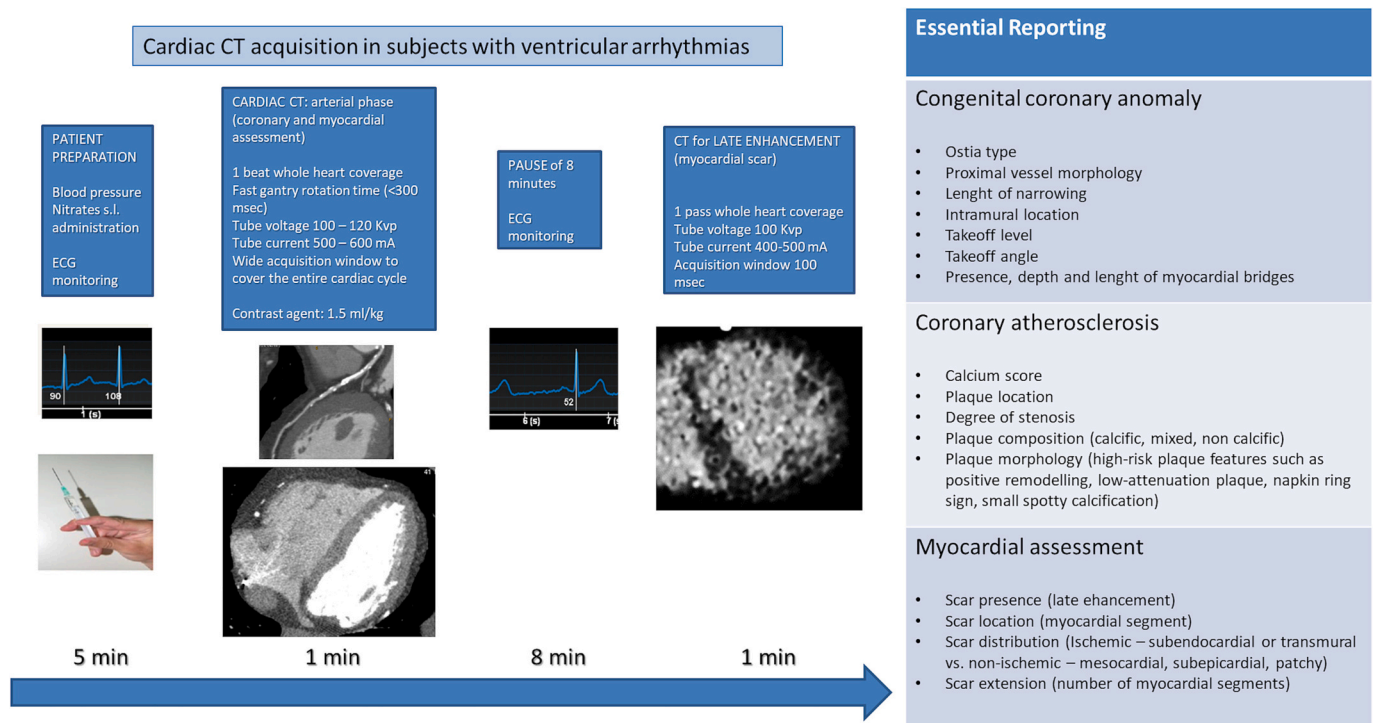 Cardiac CT acquisition in subjects with ventricular arrhythmias
PATIENT
PREPARATION
Blood pressure
Nitrates s.l.
administration
ECG
monitoring
CARDIAC CT: arterial phase
(coronary and myocardial
assessment)
1 beat whole heart coverage
Fast gantry rotation time (<300
msec)
Tube voltage 100 – 120 Kvp
Tube current 500 – 600 mA
Wide acquisition window to
cover the entire cardiac cycle
Contrast agent: 1.5 ml/kg
PAUSE of 8
minutes
ECG
monitoring
CT for LATE ENHANCEMENT
(myocardial scar)
1 pass whole heart coverage
Tube voltage 100 Kvp
Tube current 400-500 mA
Acquisition window 100
msec
90 108
1 (s)
52
6 (s) 7 (s
41
5 min
1 min
8 min
1 min
Essential Reporting
Congenital coronary anomaly
• Ostia type
• Proximal vessel morphology
• Lenght of narrowing
• Intramural location
• Takeoff level
• Takeoff angle
• Presence, depth and lenght of myocardial bridges
Coronary atherosclerosis
• Calcium score
• Plaque location
• Degree of stenosis
• Plaque composition (calcific, mixed, non calcific)
• Plaque morphology (high-risk plaque features such as
positive remodelling, low-attenuation plaque, napkin ring
sign, small spotty calcification)
Myocardial assessment
• Scar presence (late ehancement)
• Scar location (myocardial segment)
• Scar distribution (Ischemic – subendocardial or transmural
vs. non-ischemic – mesocardial, subepicardial, patchy)
• Scar extension (number of myocardial segments)